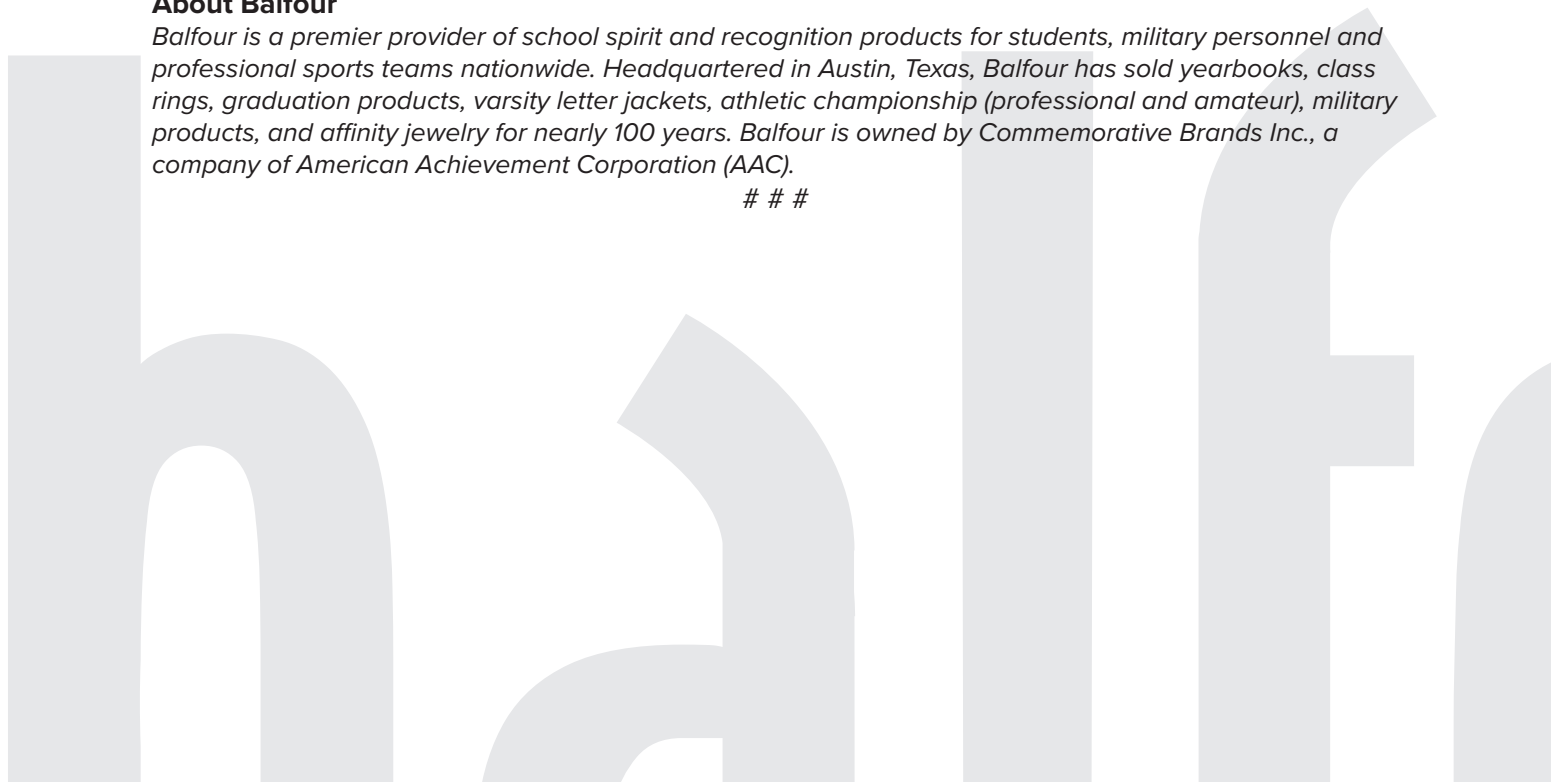 About Balfour
Balfour is a premier provider of school spirit and recognition products for students, military personnel and
professional sports teams nationwide. Headquartered in Austin, Texas, Balfour has sold yearbooks, class
rings, graduation products, varsity letter jackets, athletic championship (professional and amateur), military
products, and affinity jewelry for nearly 100 years. Balfour is owned by Commemorative Brands Inc., a
company of American Achievement Corporation (AAC).
# # #
balfo